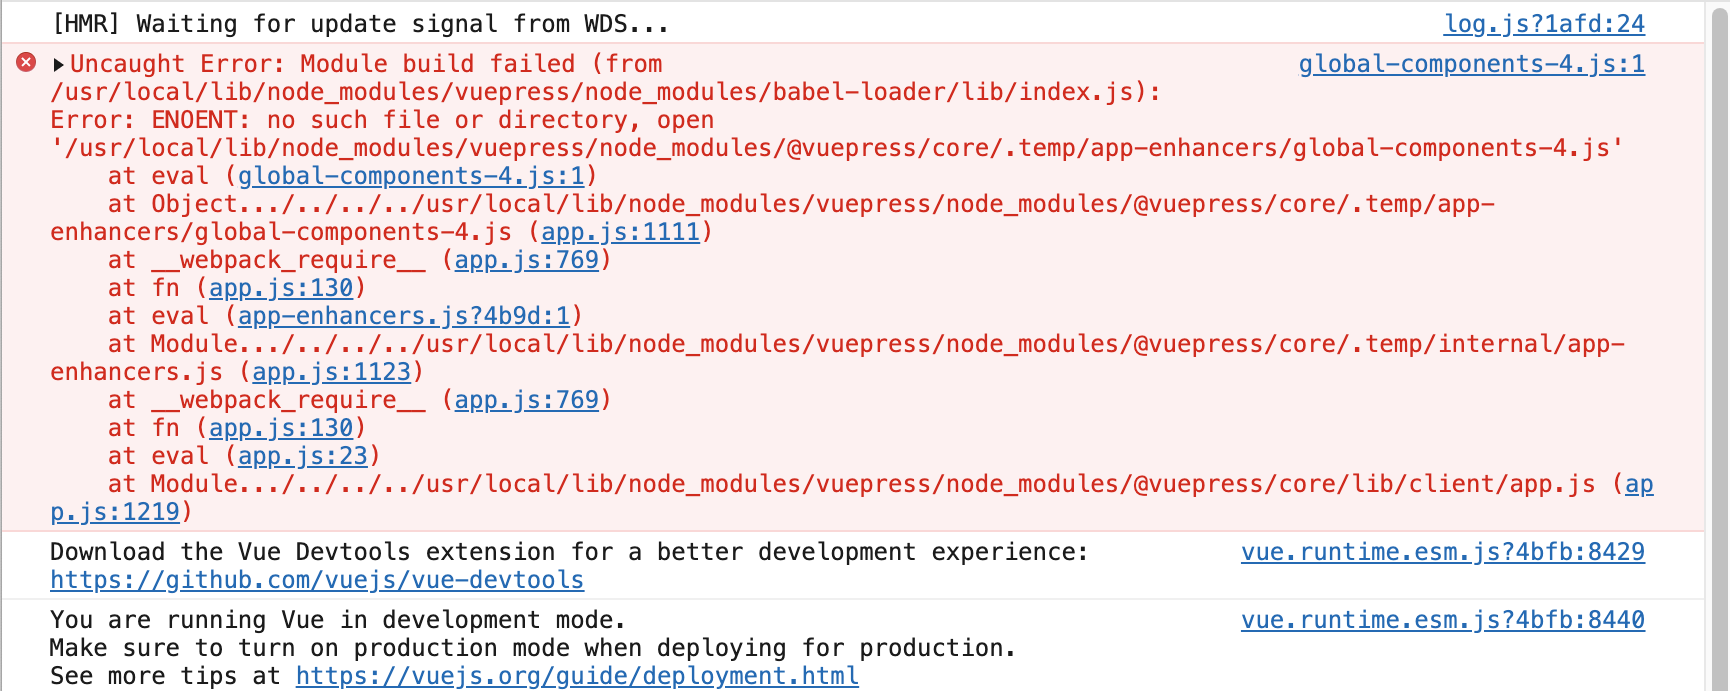 [HMR] Waiting for update signal from WDS... log.js?1afd:24
Uncaught Error: Module build failed (from global-components-4.js:1
/usr/local/lib/node_modules/vuepress/node_modules/babel-loader/lib/index.js):
Error: ENOENT: no such file or directory, open
'/usr/local/lib/node_modules/vuepress/node_modules/@vuepress/core/.temp/app-enhancers/global-components-4.js'
at eval (global-components-4.js:1)
at Object.../../../../usr/local/lib/node_modules/vuepress/node_modules/@vuepress/core/.temp/app-
enhancers/global-components-4.js (app.js:1111)
at __webpack_require__ (app.js:769)
at fn (app.js:130)
at eval (app-enhancers.js?4b9d:1)
at Module.../../../../usr/local/lib/node_modules/vuepress/node_modules/@vuepress/core/.temp/internal/app-
enhancers.js (app.js:1123)
at __webpack_require__ (app.js:769)
at fn (app.js:130)
at eval (app.js:23)
at Module.../../../../usr/local/lib/node_modules/vuepress/node_modules/@vuepress/core/lib/client/app.js (ap
p.js:1219)
Download the Vue Devtools extension for a better development experience: vue.runtime.esm.js?4bfb:8429
https://github.com/vuejs/vue-devtools
You are running Vue in development mode. vue.runtime.esm.js?4bfb:8440
Make sure to turn on production mode when deploying for production.
See more tips at https://vuejs.org/guide/deployment.html